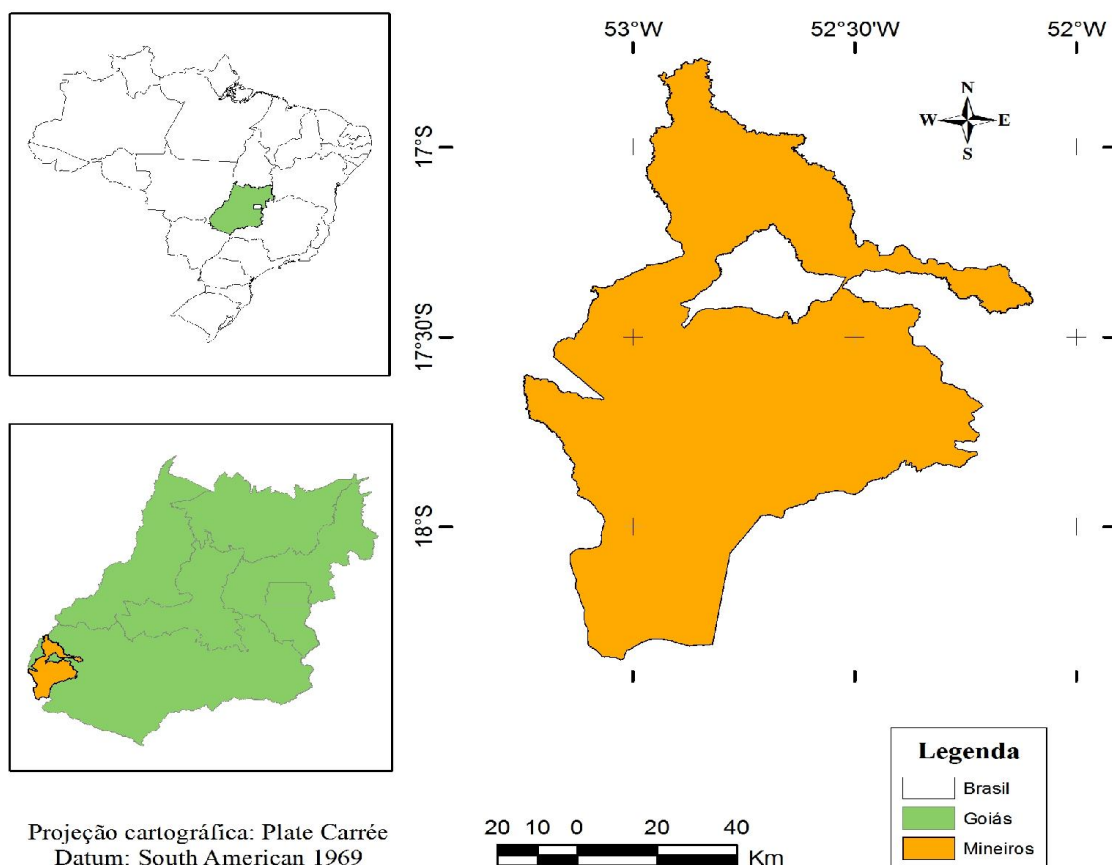 53°W 52°30'W 52°W
N
W E
S
17°S
17°30'S
18°S
Legenda
Brasil
Goiás
Mineiros
Projeção cartográfica: Plate Carrée
Datum: South American 1969
20 10 0 20 40
Km